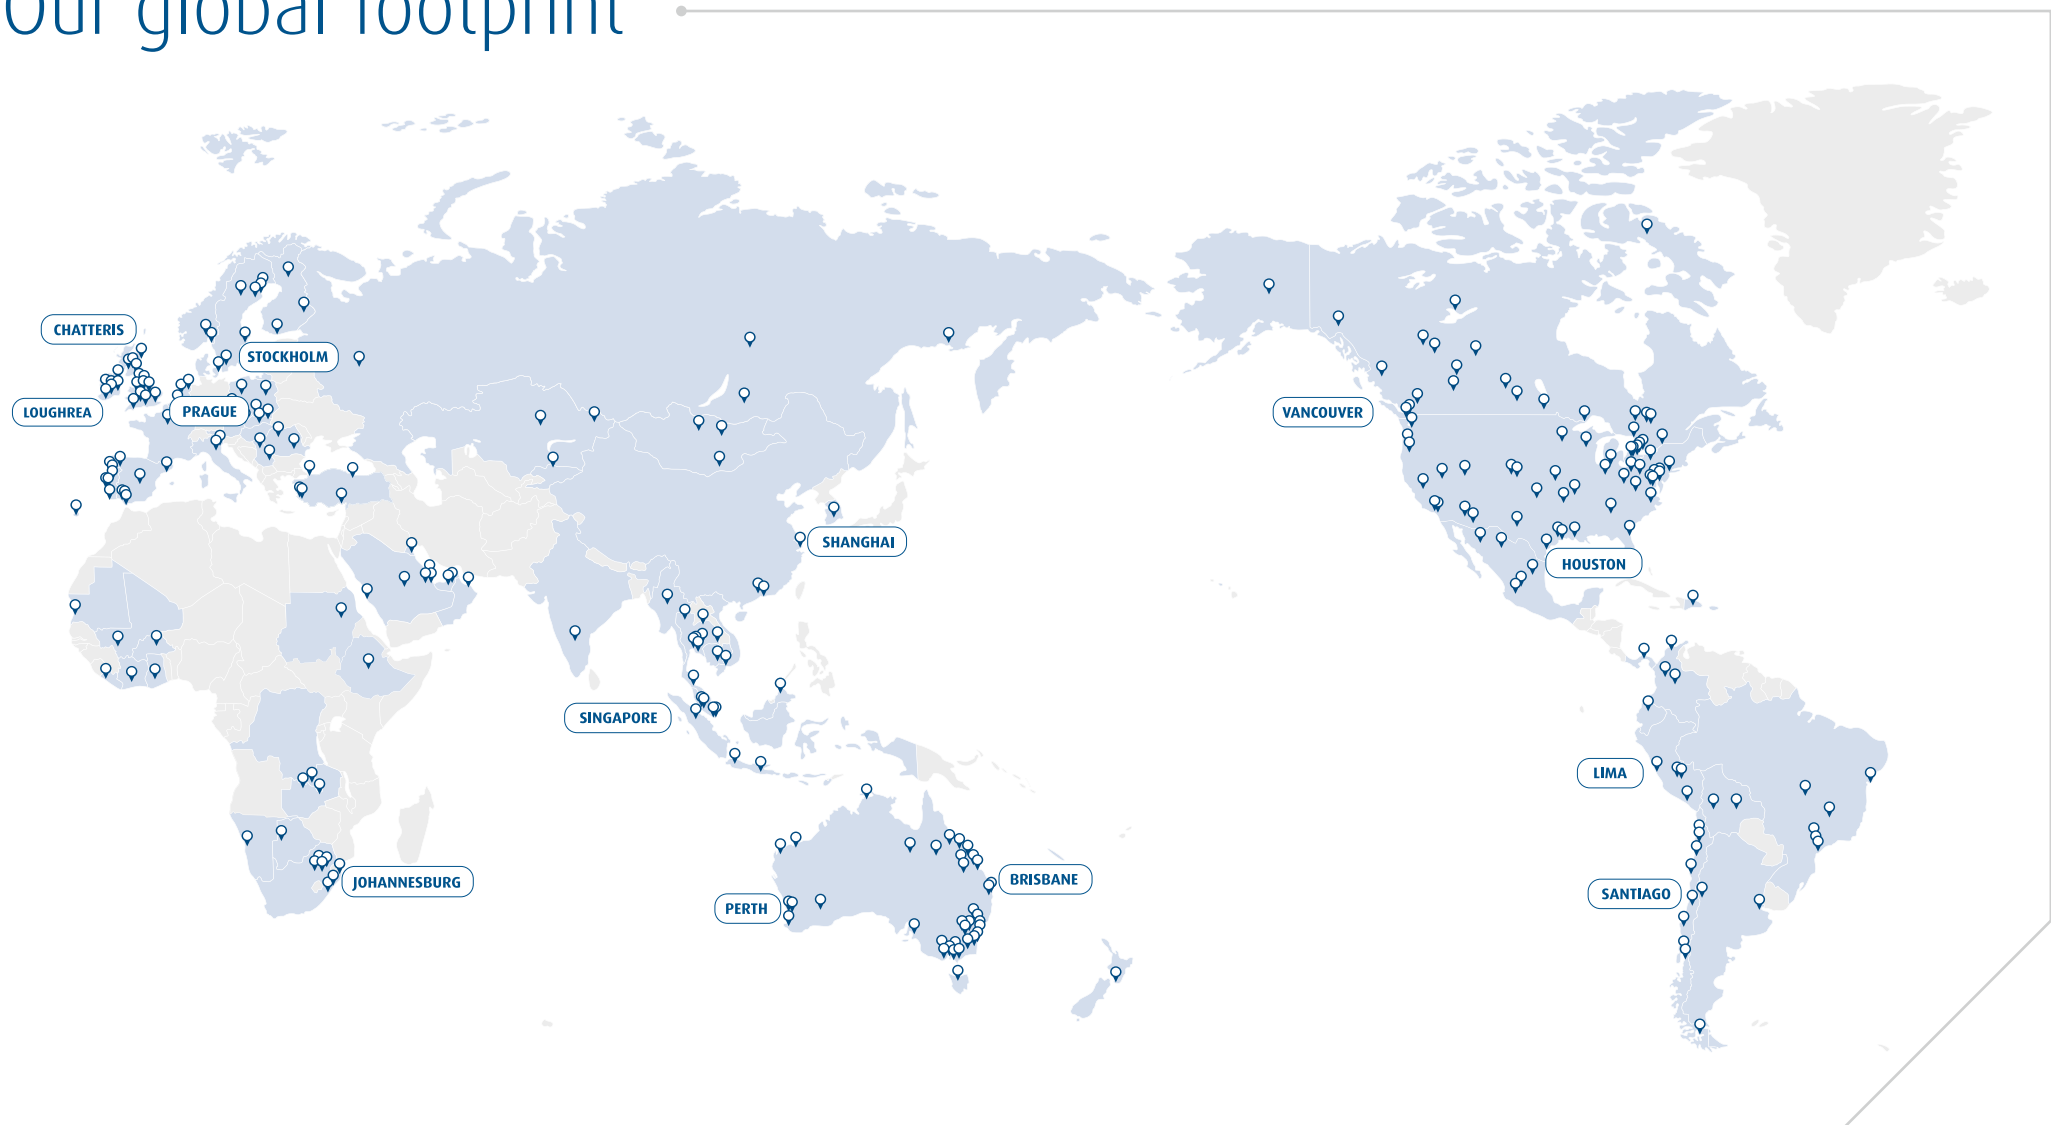 Our global footprint
CHATTERIS
STOCKHOLM
LOUGHREA
PRAGUE
VANCOUVER
SHANGHAI
HOUSTON
SINGAPORE
LIMA
JOHANNESBURG
BRISBANE
PERTH
SANTIAGO